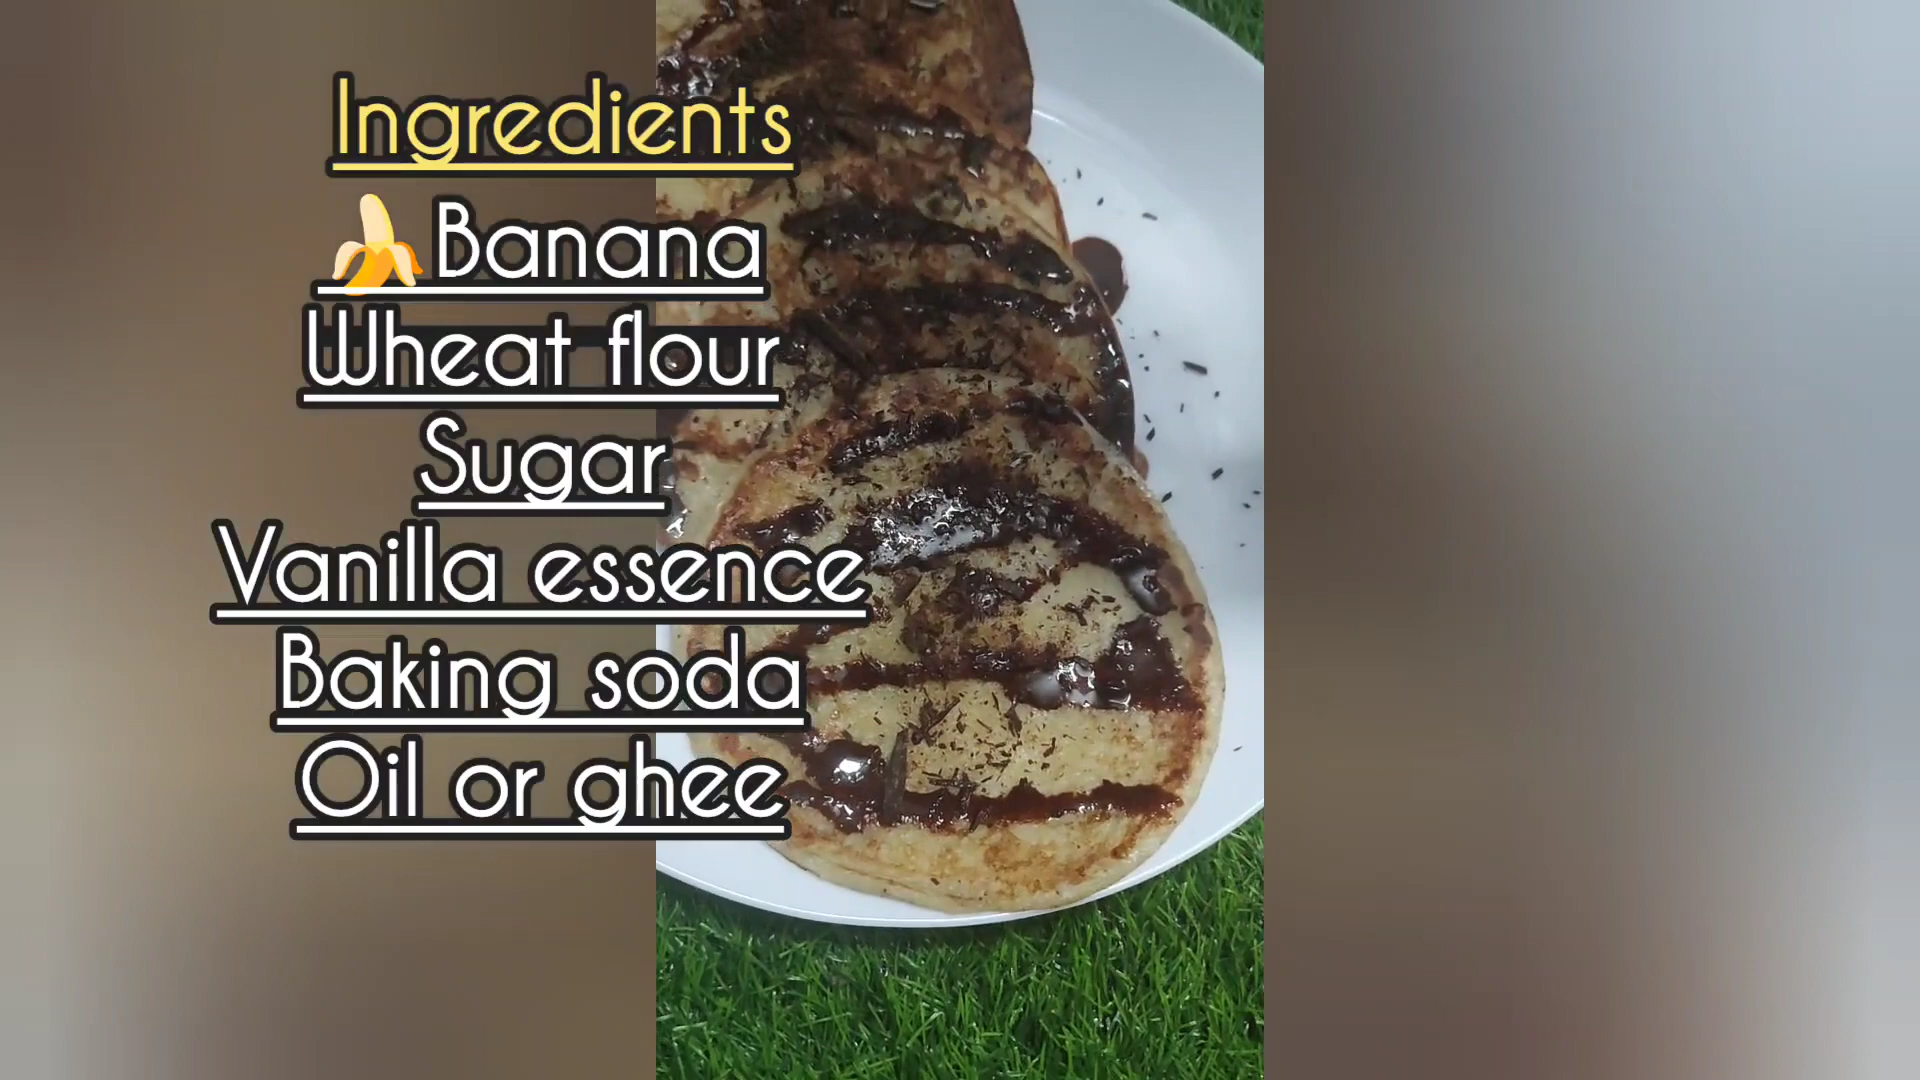 Ingredients
🍌Banana
Wheat flour
Sugar
Vanilla essence
Baking soda
Oil or ghee